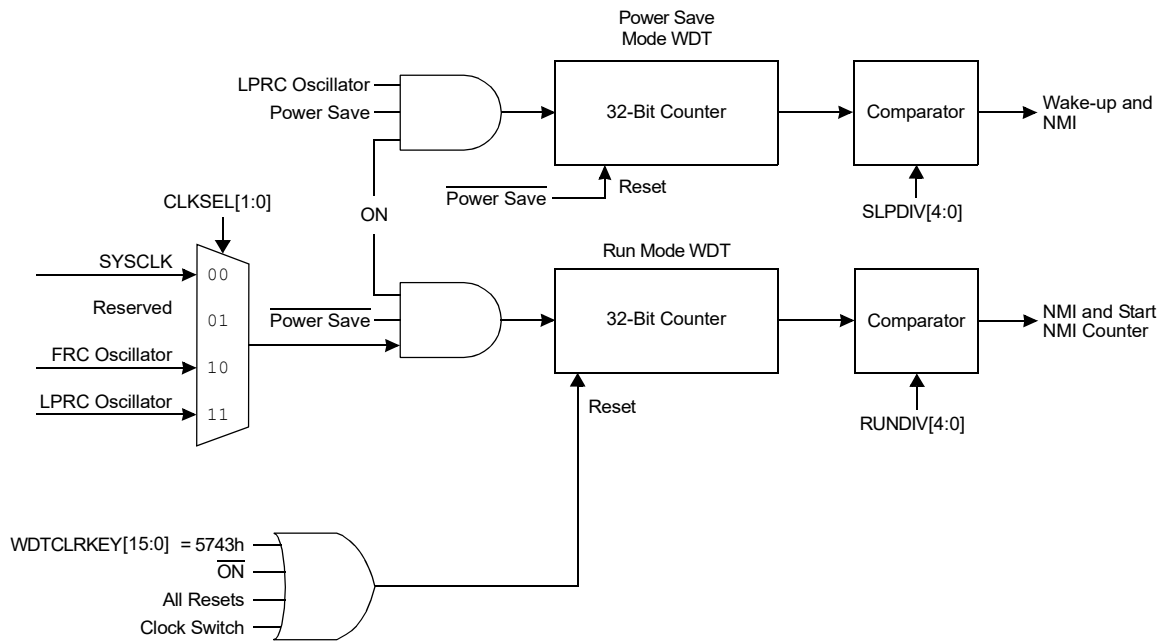 Power Save
Mode WDT
LPRC Oscillator
Power Save
32-Bit Counter
Comparator
Wake-up and
NMI
Reset
Power Save
SLPDIV[4:0]
CLKSEL[1:0]
ON
Run Mode WDT
SYSCLK
00
Reserved
01
Power Save
32-Bit Counter
Comparator
NMI and Start
NMI Counter
FRC Oscillator
10
LPRC Oscillator
11
Reset
RUNDIV[4:0]
WDTCLRKEY[15:0] = 5743h
ON
All Resets
Clock Switch